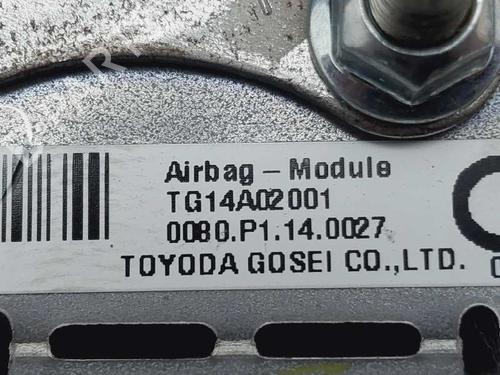 Airbag – Module
TG14A02001
0080.P1.14.0027
TOYODA GOSEI CO.,LTD.